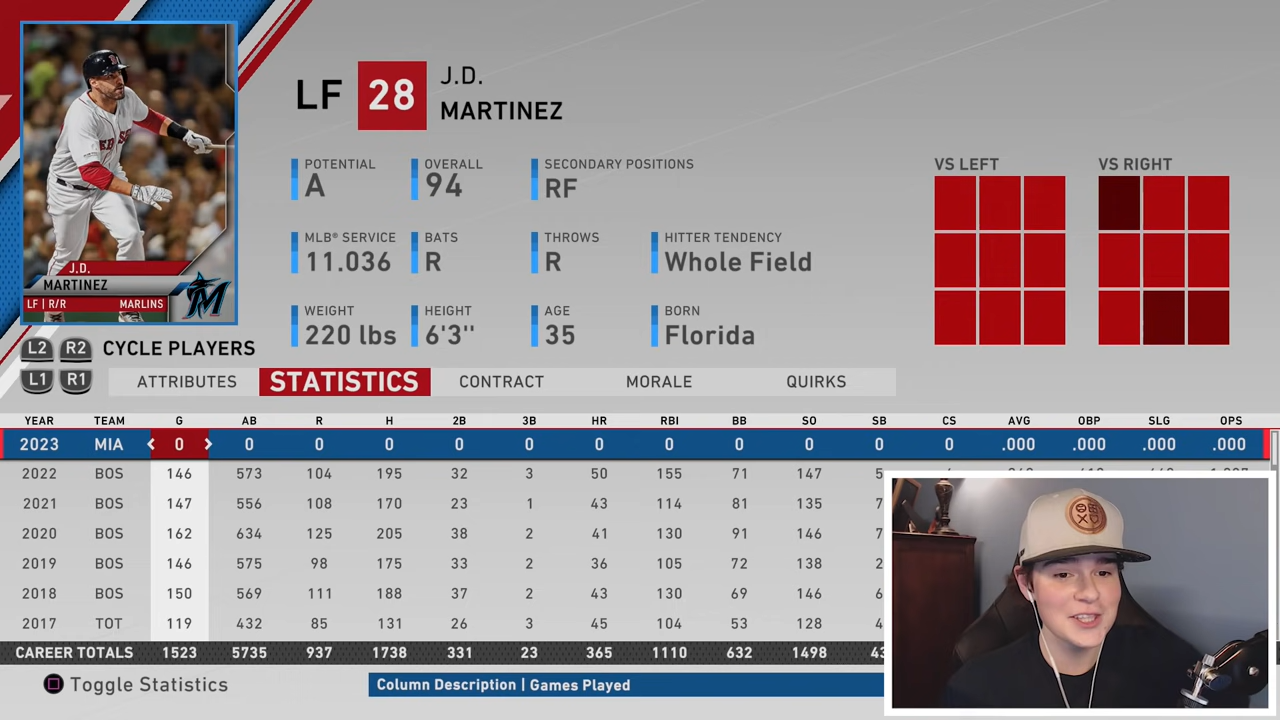 LF 28 J.D. MARTINEZ
POTENTIAL OVERALL SECONDARY POSITIONS
A 94 RF
VS LEFT VS RIGHT
MLB® SERVICE BATS THROWS HITTER TENDENCY
11.036 R R Whole Field
WEIGHT HEIGHT AGE BORN
220 lbs 6'3'' 35 Florida
J.D.
MARTINEZ
LF | R/R MARLINS
L2 R2 CYCLE PLAYERS
L1 R1 ATTRIBUTES STATISTICS CONTRACT MORALE QUIRKS
YEAR TEAM G AB R H 2B 3B HR RBI BB SO SB CS AVG OBP SLG OPS
2023 MIA 0 0 0 0 0 0 0 0 0 0 0 0 .000 .000 .000 .000
2022 BOS 146 573 104 195 32 3 50 155 71 147 5
2021 BOS 147 556 108 170 23 1 43 114 81 135 7
2020 BOS 162 634 125 205 38 2 41 130 91 146 7
2019 BOS 146 575 98 175 33 2 36 105 72 138 2
2018 BOS 150 569 111 188 37 2 43 130 69 146 6
2017 TOT 119 432 85 131 26 3 45 104 53 128 4
CAREER TOTALS 1523 5735 937 1738 331 23 365 1110 632 1498 43
Toggle Statistics
Column Description | Games Played